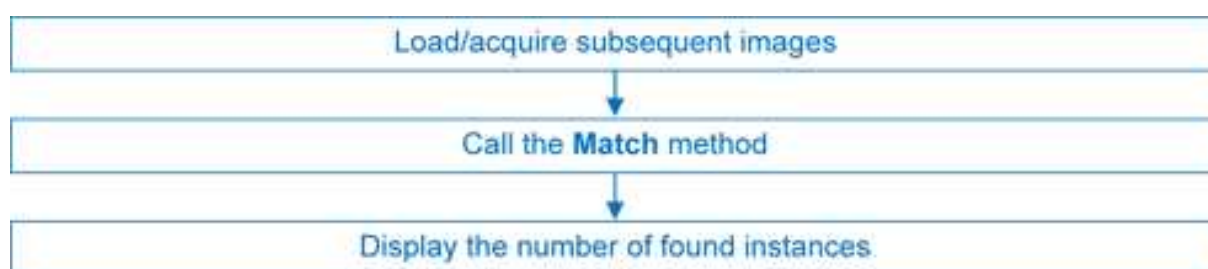 Load/acquire subsequent images
Call the Match method
Display the number of found instances